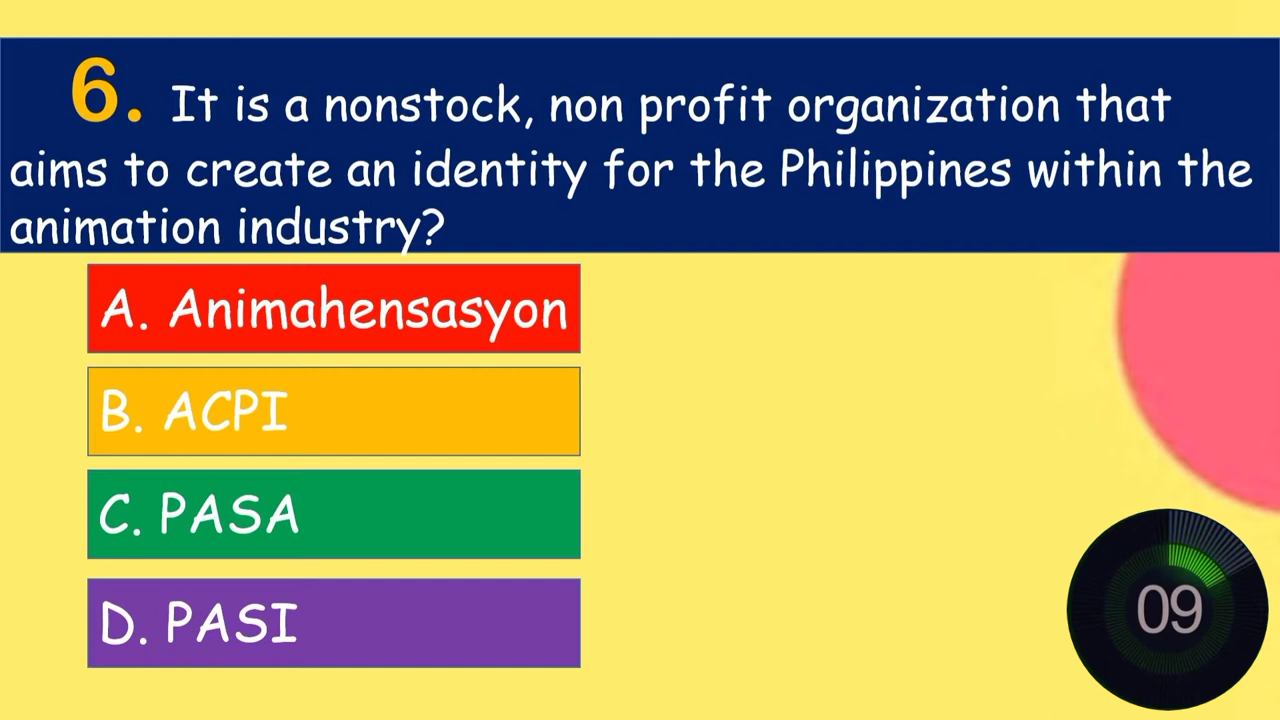 6. It is a nonstock, non profit organization that
aims to create an identity for the Philippines within the
animation industry?
A. Animahensasyon
B. ACPI
C. PASA
D. PASI
09